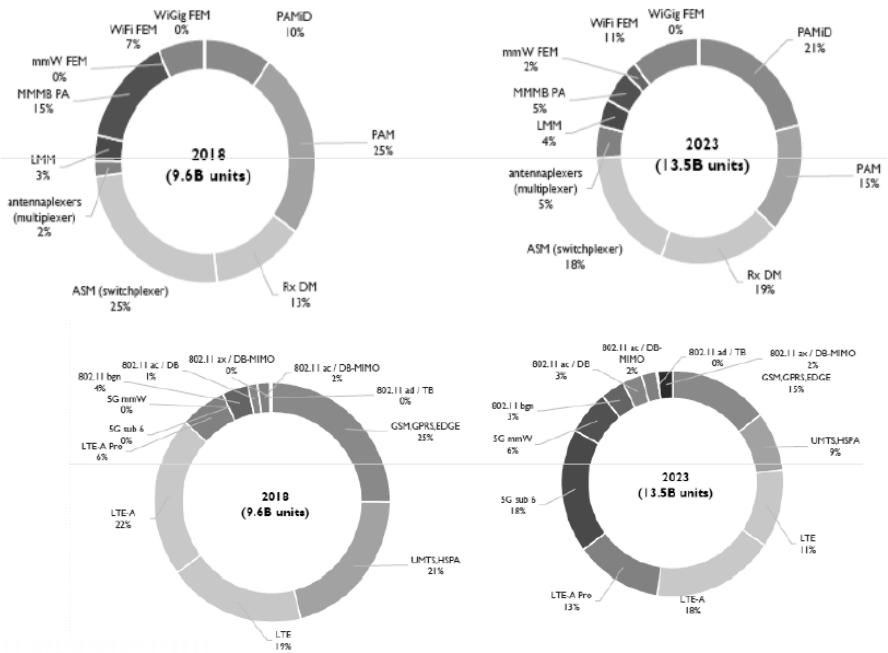 WiGig FEM
0%
WiFi FEM
7%
mmW FEM
0%
MMMB PA
15%
LMM
3%
antennaplexers
(multiplexer)
2%
ASM (switchplexer)
25%
Rx DM
13%
PAM
25%
PAMiD
10%
2018
(9.6B units)
WiGig FEM
0%
WiFi FEM
11%
mmW FEM
2%
MMMB PA
5%
LMM
4%
antennaplexers
(multiplexer)
5%
ASM (switchplexer)
18%
Rx DM
19%
PAM
15%
PAMiD
21%
2023
(13.5B units)
802.11 ax / DB-MIMO
0%
802.11 ac / DB
1%
802.11 bgn
4%
5G mmW
0%
5G sub 6
0%
LTE-A Pro
6%
LTE-A
22%
LTE
19%
UMTS,HSPA
21%
GSM,GPRS,EDGE
25%
802.11 ad / TB
0%
802.11 ac / DB-MIMO
2%
2018
(9.6B units)
802.11 ac / DB-
MIMO
2%
802.11 ac / DB
3%
802.11 bgn
3%
5G mmW
6%
5G sub 6
18%
LTE-A Pro
13%
LTE-A
18%
LTE
11%
UMTS,HSPA
9%
GSM,GPRS,EDGE
15%
802.11 ax / DB-MIMO
2%
802.11 ad / TB
0%
2023
(13.5B units)